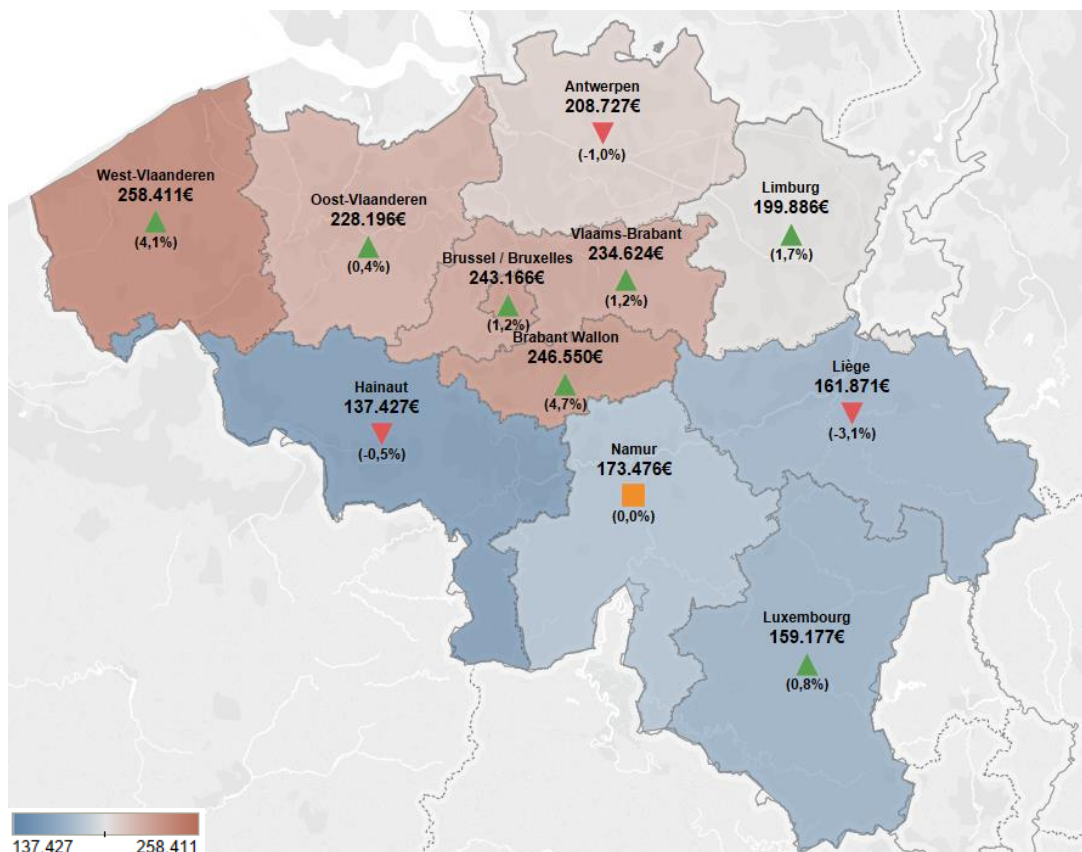 Antwerpen
208.727€
(-1,0%)
West-Vlaanderen
258.411€
(4,1%)
Oost-Vlaanderen
228.196€
(0,4%)
Limburg
199.886€
(1,7%)
Vlaams-Brabant
234.624€
(1,2%)
Brussel / Bruxelles
243.166€
(1,2%)
Brabant Wallon
246.550€
(4,7%)
Hainaut
137.427€
(-0,5%)
Liège
161.871€
(-3,1%)
Namur
173.476€
(0,0%)
Luxembourg
159.177€
(0,8%)
137.427 258.411